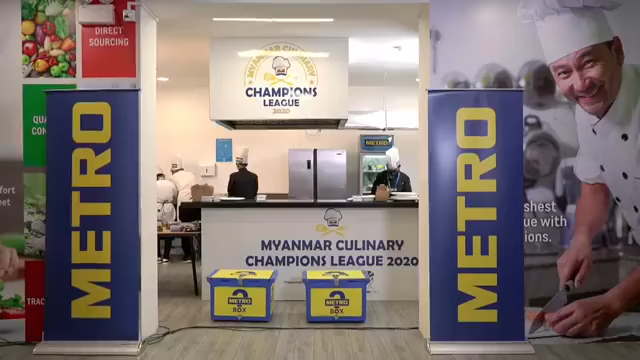 DIRECT
SOURCING
METRO
MYANMAR CULINARY
CHAMPIONS
LEAGUE
2020
METRO
MYANMAR CULINARY
CHAMPIONS LEAGUE 2020
METRO
BOX
METRO
BOX
METRO